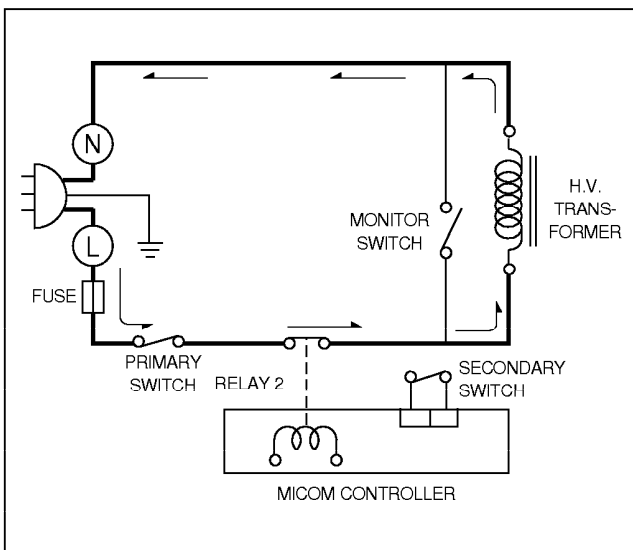 N
H.V.
TRANS-
FORMER
MONITOR
SWITCH
L
FUSE
PRIMARY
SWITCH
RELAY 2
SECONDARY
SWITCH
MICOM CONTROLLER